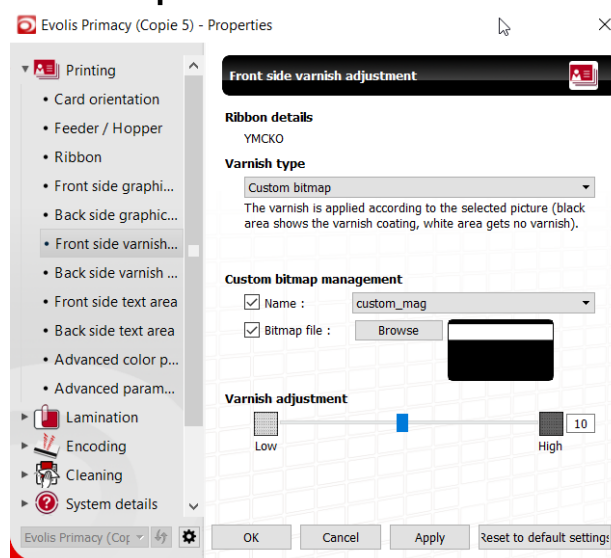 Evolis Primacy (Copie 5) - Properties
Printing
• Card orientation
• Feeder / Hopper
• Ribbon
• Front side graphi...
• Back side graphic...
• Front side varnish...
• Back side varnish ...
• Front side text area
• Back side text area
• Advanced color p...
• Advanced param...
Lamination
Encoding
Cleaning
System details
Evolis Primacy (Cop
Front side varnish adjustment
Ribbon details
YMCKO
Varnish type
Custom bitmap
The varnish is applied according to the selected picture (black
area shows the varnish coating, white area gets no varnish).
Custom bitmap management
Name :
custom_mag
Bitmap file :
Browse
Varnish adjustment
10
Low
High
OK
Cancel
Apply
Reset to default settings